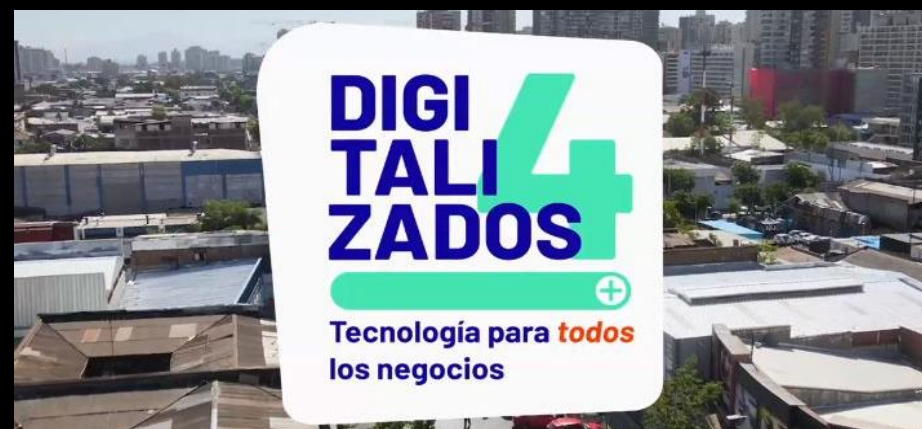 DIGI
TALI
ZADOS
4
Tecnología para todos
los negocios